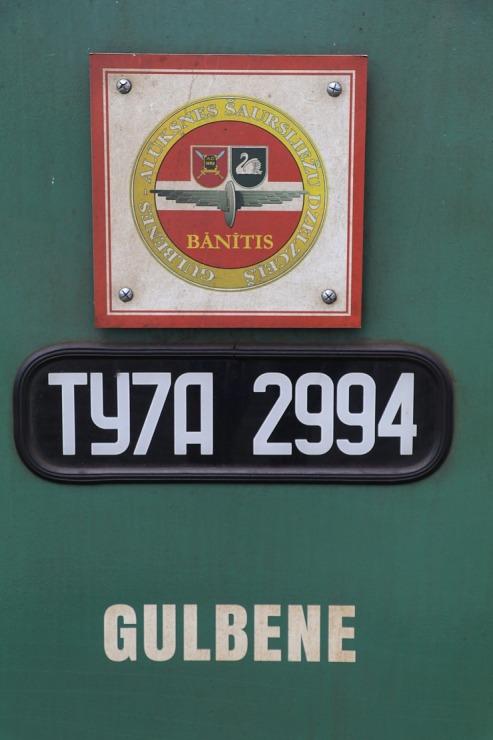 GULBENES - ALŪKSNES ŠAURSLIEŽU DZELZCEĻŠ
BĀNĪTIS
ТУ7А 2994
GULBENE